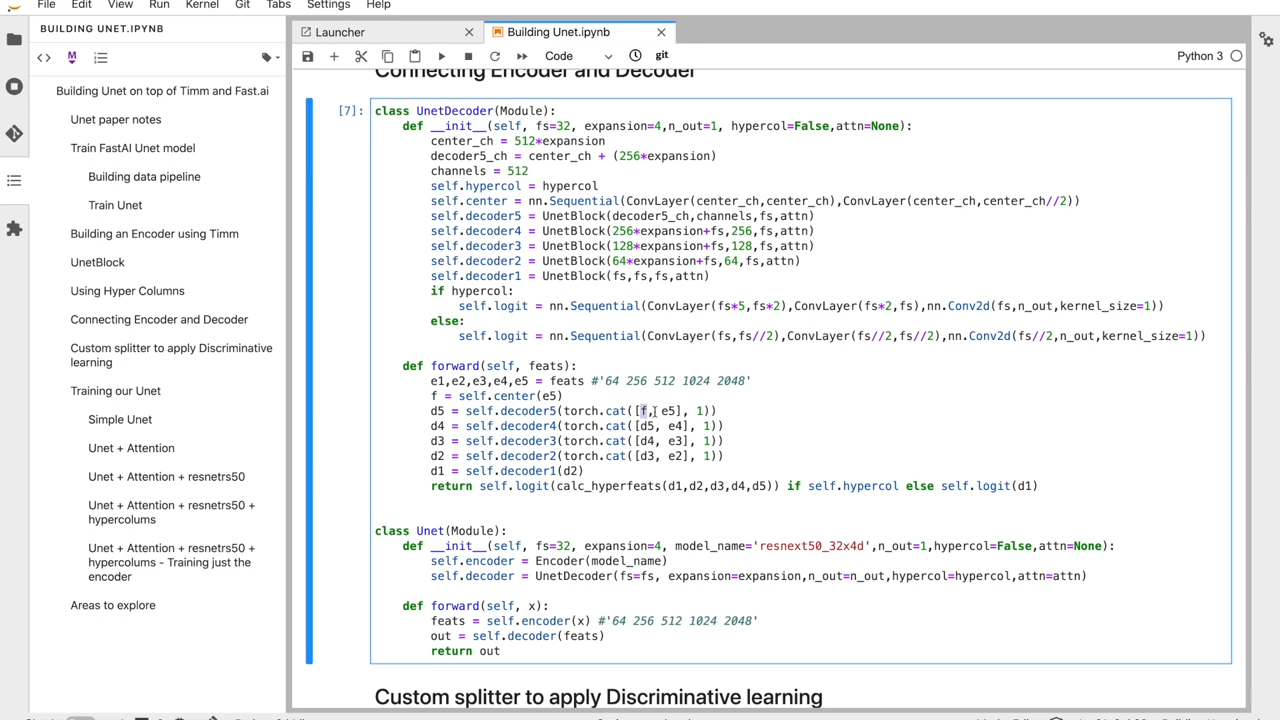 File Edit View Run Kernel Git Tabs Settings Help
BUILDING UNET.IPYNB
Launcher
Building Unet.ipynb
Code
git
Python 3
Building Unet on top of Timm and Fast.ai
Unet paper notes
Train FastAI Unet model
Building data pipeline
Train Unet
Building an Encoder using Timm
UnetBlock
Using Hyper Columns
Connecting Encoder and Decoder
Custom splitter to apply Discriminative
learning
Training our Unet
Simple Unet
Unet + Attention
Unet + Attention + resnetrs50
Unet + Attention + resnetrs50 +
hypercolums
Unet + Attention + resnetrs50 +
hypercolums - Training just the
encoder
Areas to explore
Connecting Encoder and Decoder
[7]:
class UnetDecoder(Module):
def __init__(self, fs=32, expansion=4,n_out=1, hypercol=False,attn=None):
center_ch = 512*expansion
decoder5_ch = center_ch + (256*expansion)
channels = 512
self.hypercol = hypercol
self.center = nn.Sequential(ConvLayer(center_ch,center_ch),ConvLayer(center_ch,center_ch//2))
self.decoder5 = UnetBlock(decoder5_ch,channels,fs,attn)
self.decoder4 = UnetBlock(256*expansion+fs,256,fs,attn)
self.decoder3 = UnetBlock(128*expansion+fs,128,fs,attn)
self.decoder2 = UnetBlock(64*expansion+fs,64,fs,attn)
self.decoder1 = UnetBlock(fs,fs,fs,attn)
if hypercol:
self.logit = nn.Sequential(ConvLayer(fs*5,fs*2),ConvLayer(fs*2,fs),nn.Conv2d(fs,n_out,kernel_size=1))
else:
self.logit = nn.Sequential(ConvLayer(fs,fs//2),ConvLayer(fs//2,fs//2),nn.Conv2d(fs//2,n_out,kernel_size=1))
def forward(self, feats):
e1,e2,e3,e4,e5 = feats #'64 256 512 1024 2048'
f = self.center(e5)
d5 = self.decoder5(torch.cat([f, e5], 1))
d4 = self.decoder4(torch.cat([d5, e4], 1))
d3 = self.decoder3(torch.cat([d4, e3], 1))
d2 = self.decoder2(torch.cat([d3, e2], 1))
d1 = self.decoder1(d2)
return self.logit(calc_hyperfeats(d1,d2,d3,d4,d5)) if self.hypercol else self.logit(d1)
class Unet(Module):
def __init__(self, fs=32, expansion=4, model_name='resnext50_32x4d',n_out=1,hypercol=False,attn=None):
self.encoder = Encoder(model_name)
self.decoder = UnetDecoder(fs=fs, expansion=expansion,n_out=n_out,hypercol=hypercol,attn=attn)
def forward(self, x):
feats = self.encoder(x) #'64 256 512 1024 2048'
out = self.decoder(feats)
return out
Custom splitter to apply Discriminative learning